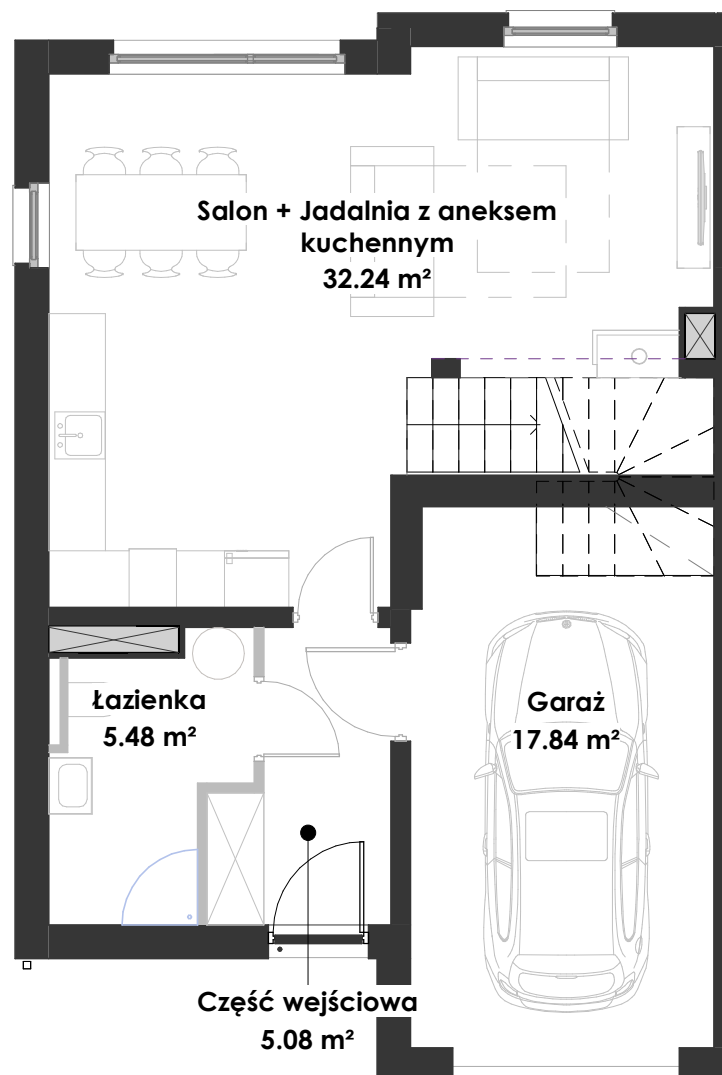 Salon + Jadalnia z aneksem
kuchennym
32.24 m²
Łazienka
5.48 m²
Garaż
17.84 m²
Część wejściowa
5.08 m²